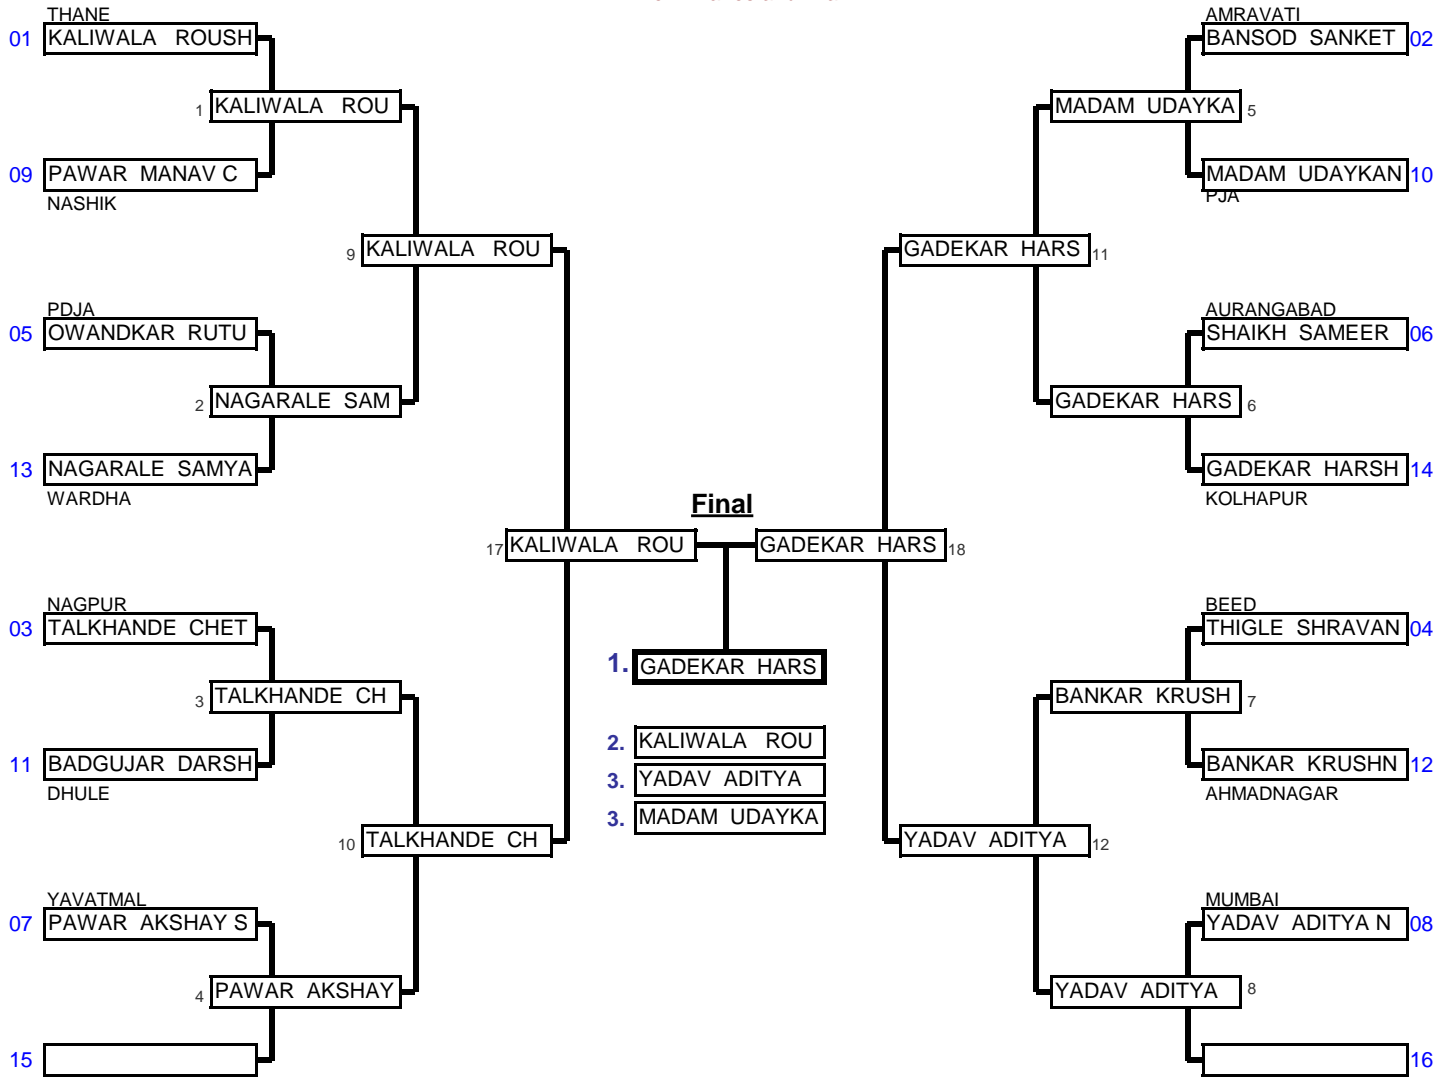 THANE
01 KALIWALA ROUSH
1 KALIWALA ROU
09 PAWAR MANAV C
NASHIK
9 KALIWALA ROU
PDJA
05 OWANDKAR RUTU
2 NAGARALE SAM
13 NAGARALE SAMYA
WARDHA
17 KALIWALA ROU
NAGPUR
03 TALKHANDE CHET
3 TALKHANDE CH
11 BADGUJAR DARSH
DHULE
10 TALKHANDE CH
YAVATMAL
07 PAWAR AKSHAY S
4 PAWAR AKSHAY
15
Final
1. GADEKAR HARS
2. KALIWALA ROU
3. YADAV ADITYA
3. MADAM UDAYKA
AMRAVATI
BANSOD SANKET 02
MADAM UDAYKA 5
MADAM UDAYKAN 10
PJA
GADEKAR HARS 11
AURANGABAD
SHAIKH SAMEER 06
GADEKAR HARS 6
GADEKAR HARSH 14
KOLHAPUR
GADEKAR HARS 18
BEED
THIGLE SHRAVAN 04
BANKAR KRUSH 7
BANKAR KRUSHN 12
AHMADNAGAR
YADAV ADITYA 12
MUMBAI
YADAV ADITYA N 08
YADAV ADITYA 8
16